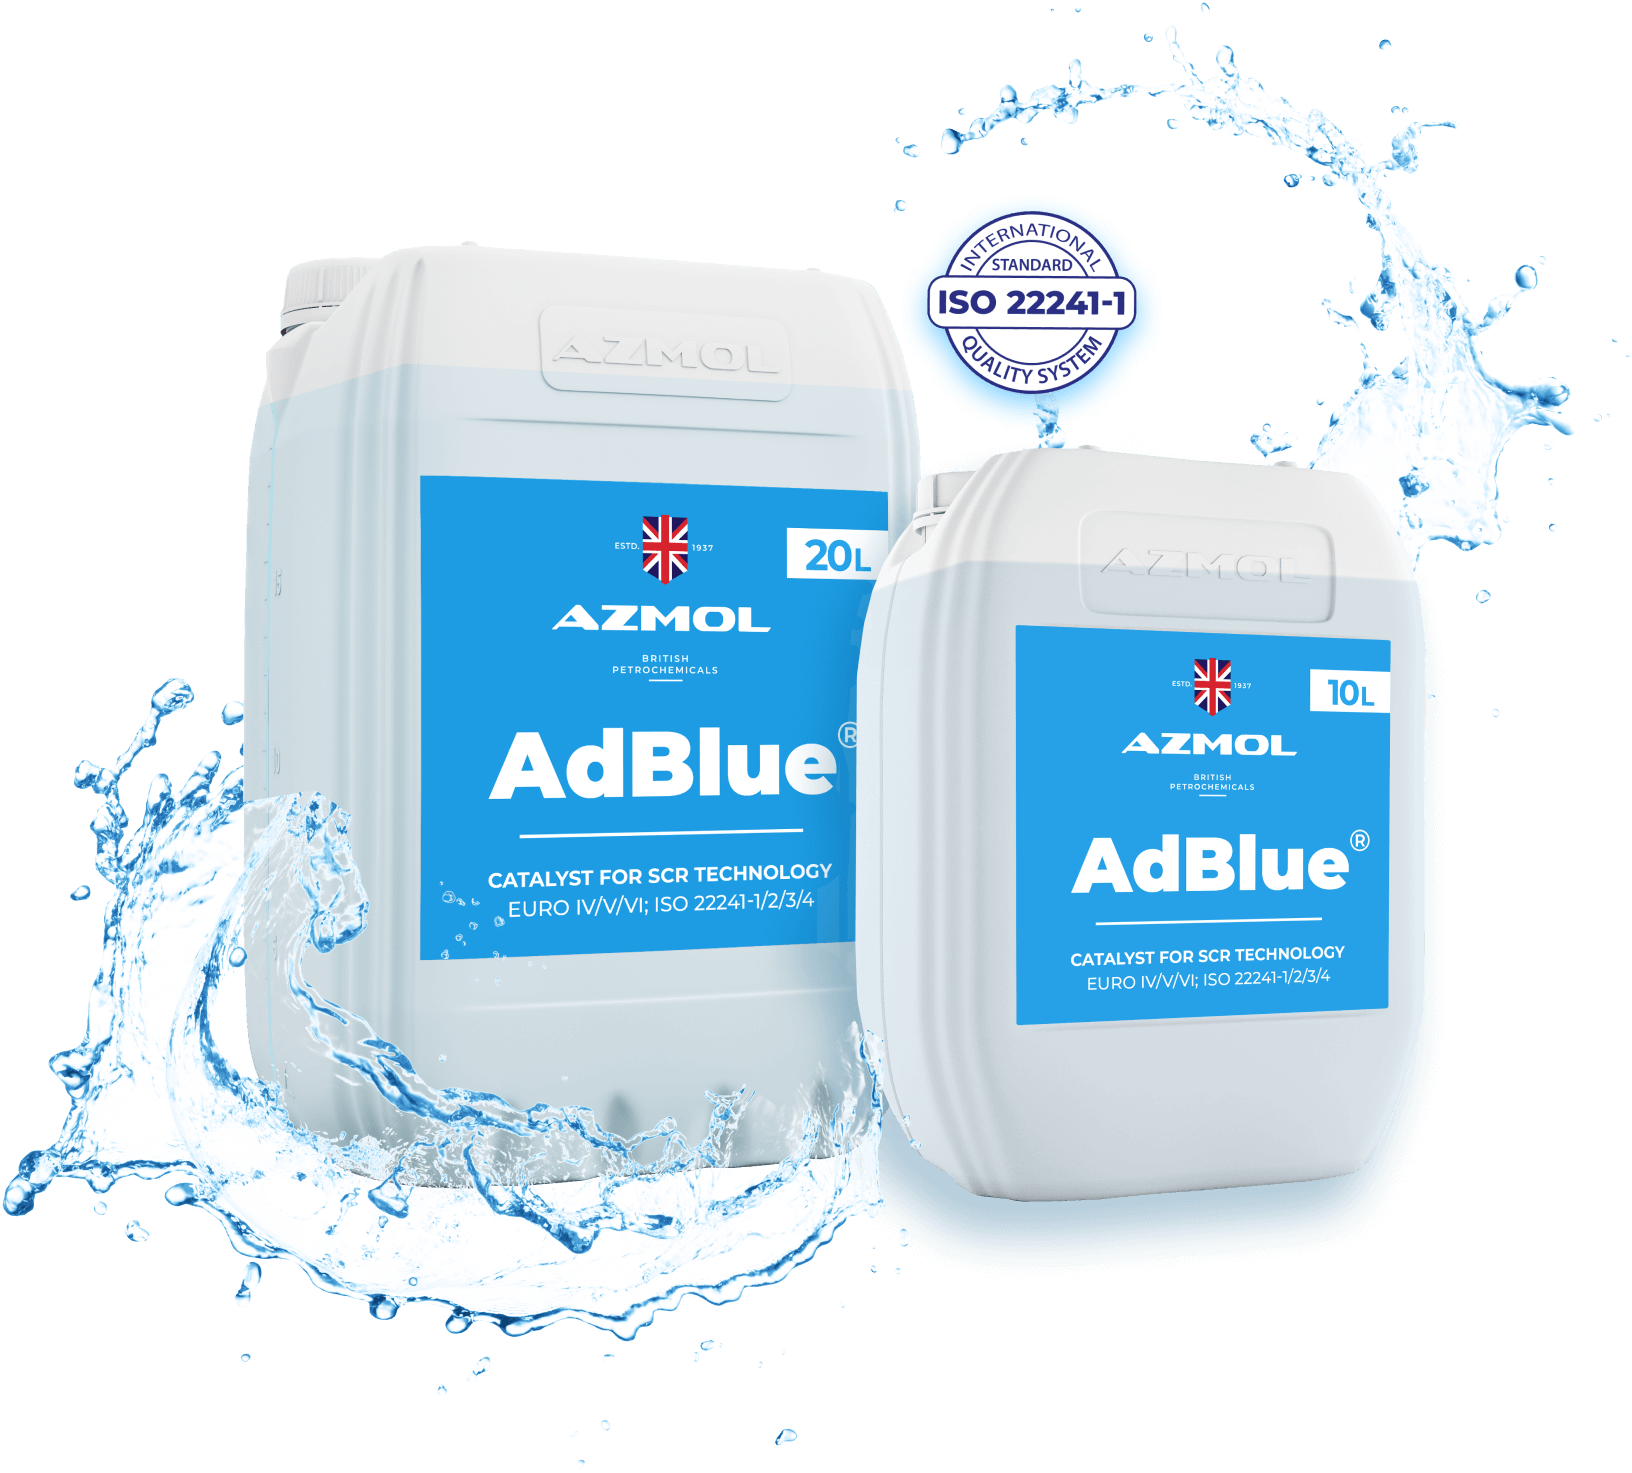 AZMOL
ESTD. 1937
20L
AZMOL
BRITISH
PETROCHEMICALS
AdBlue®
CATALYST FOR SCR TECHNOLOGY
EURO IV/V/VI; ISO 22241-1/2/3/4
INTERNATIONAL
STANDARD
ISO 22241-1
QUALITY SYSTEM
AZMOL
ESTD. 1937
10L
AZMOL
BRITISH
PETROCHEMICALS
AdBlue®
CATALYST FOR SCR TECHNOLOGY
EURO IV/V/VI; ISO 22241-1/2/3/4